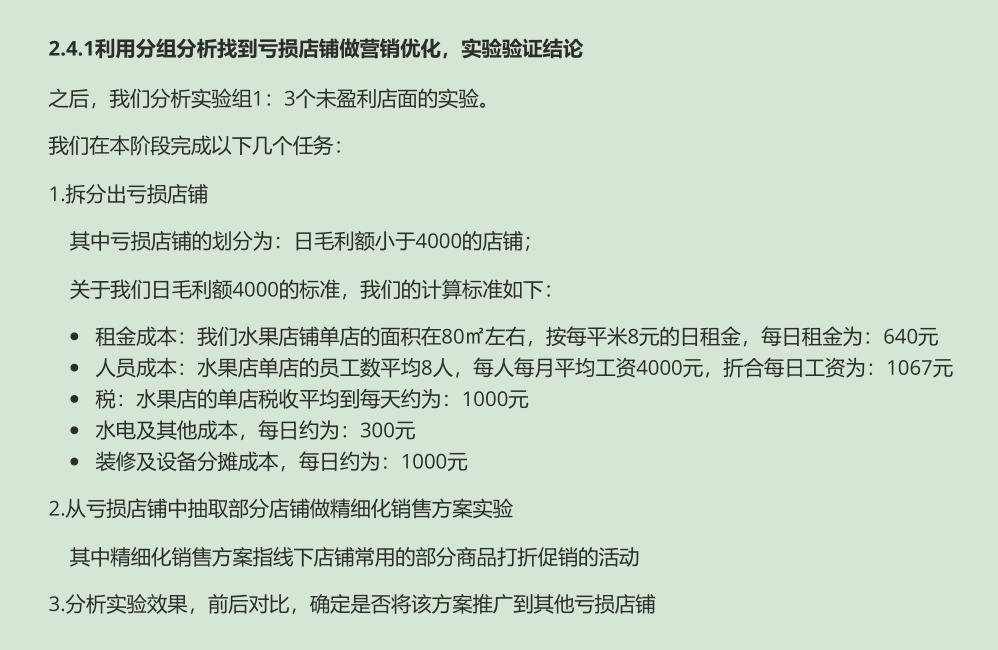 2.4.1利用分组分析找到亏损店铺做营销优化，实验验证结论
之后，我们分析实验组1：3个未盈利店面的实验。
我们在本阶段完成以下几个任务：
1.拆分出亏损店铺
其中亏损店铺的划分为：日毛利额小于4000的店铺；
关于我们日毛利额4000的标准，我们的计算标准如下：
• 租金成本：我们水果店铺单店的面积在80㎡左右，按每平米8元的日租金，每日租金为：640元
• 人员成本：水果店单店的员工数平均8人，每人每月平均工资4000元，折合每日工资为：1067元
• 税：水果店的单店税收平均到每天约为：1000元
• 水电及其他成本，每日约为：300元
• 装修及设备分摊成本，每日约为：1000元
2.从亏损店铺中抽取部分店铺做精细化销售方案实验
其中精细化销售方案指线下店铺常用的部分商品打折促销的活动
3.分析实验效果，前后对比，确定是否将该方案推广到其他亏损店铺